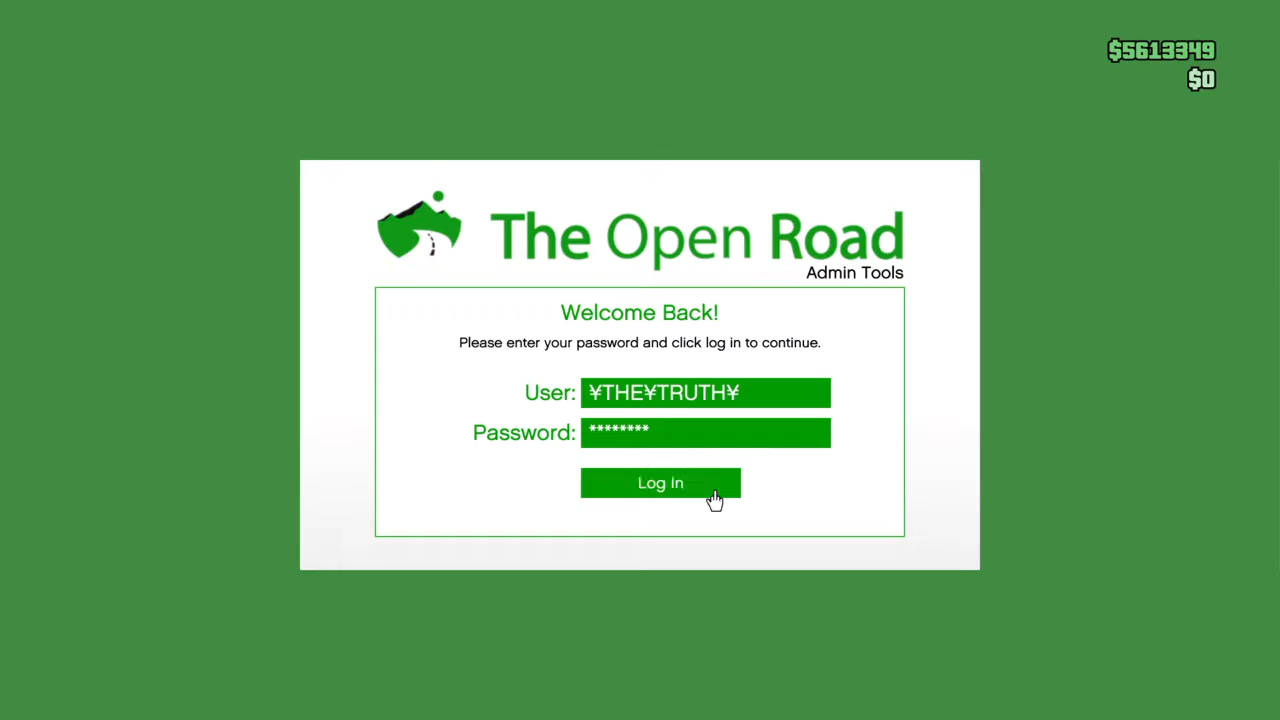 $5613349
$0
The Open Road
Admin Tools
Welcome Back!
Please enter your password and click log in to continue.
User: ¥THE¥TRUTH¥
Password: ********
Log In